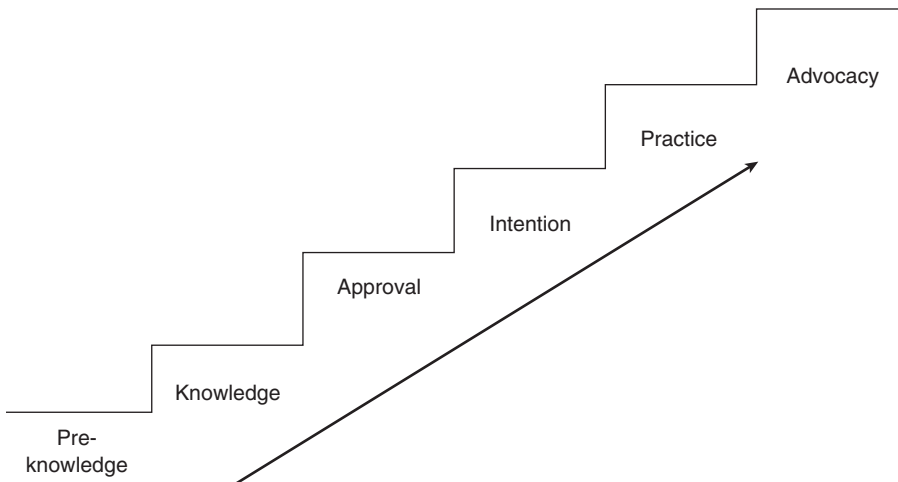 Advocacy
Practice
Intention
Approval
Knowledge
Pre-
knowledge